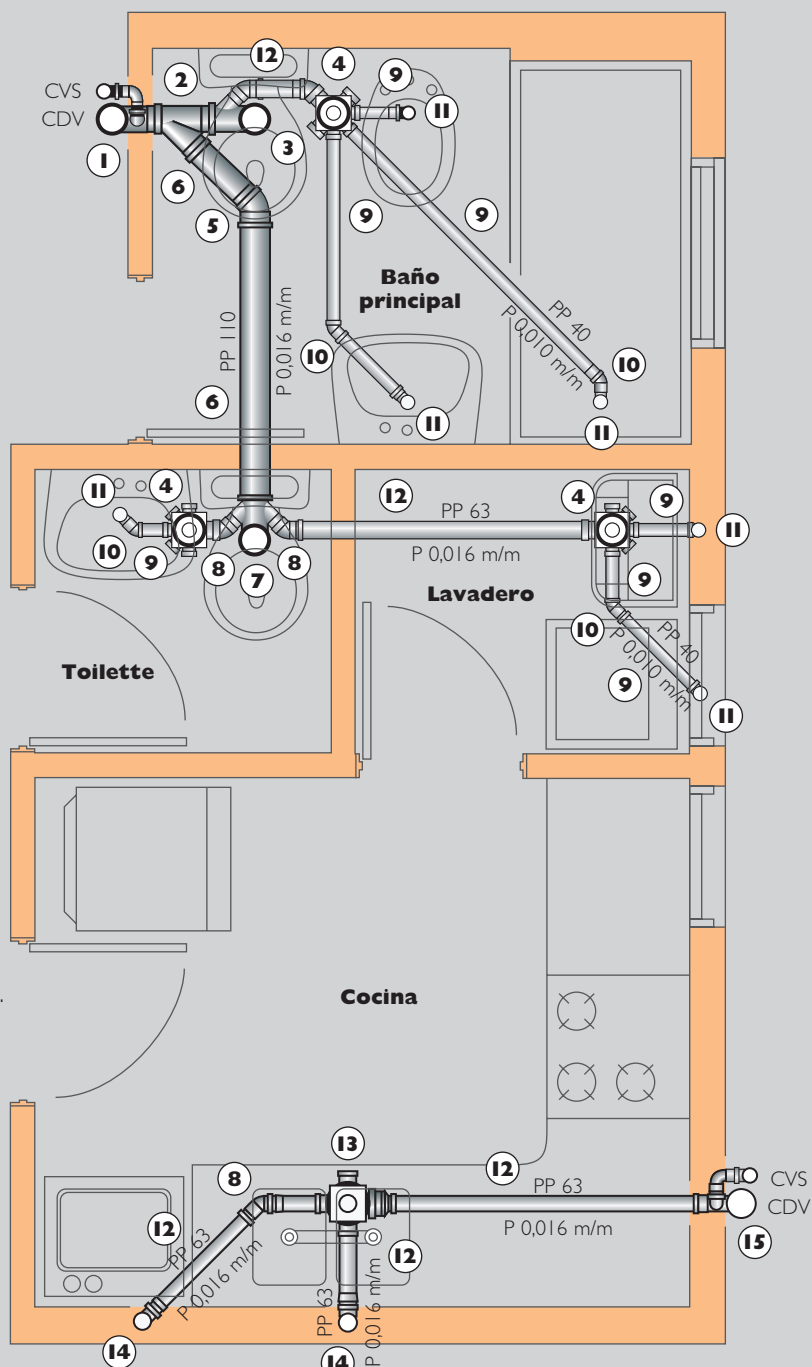 12
4
9
2
CVS
CDV
11
1
3
6
5
9
9
Baño
principal
PP 110
P 0,016 m/m
PP 40
P 0,010 m/m
10
10
6
11
11
11
4
12
4
9
11
PP 63
10
9
8
7
8
P 0,016 m/m
9
Lavadero
10
PP 40
P 0,010 m/m
Toilette
9
11
Cocina
13
12
PP 63
8
CVS
CDV
12
PP 63
P 0,016 m/m
12
P 0,016 m/m
15
PP 63
P 0,016 m/m
14
14